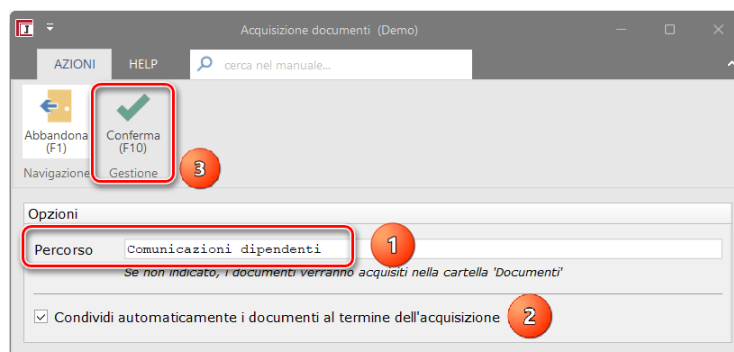 Acquisizione documenti (Demo)
AZIONI HELP cerca nel manuale...
Abbandona Conferma
(F1) (F10)
Navigazione Gestione 3
Opzioni
Percorso Comunicazioni dipendenti 1
Se non indicato, i documenti verranno acquisiti nella cartella 'Documenti'
Condividi automaticamente i documenti al termine dell'acquisizione 2